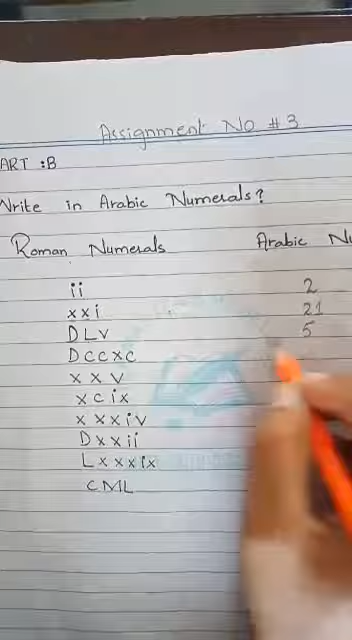 Assignment No # 3
ART : B
Write in Arabic Numerals?
Roman Numerals Arabic Nu
ii 2
xxi 21
DLV 5
DCCXC
XXV
XCiX
XXXiV
DXXii
LXXXiX
CML